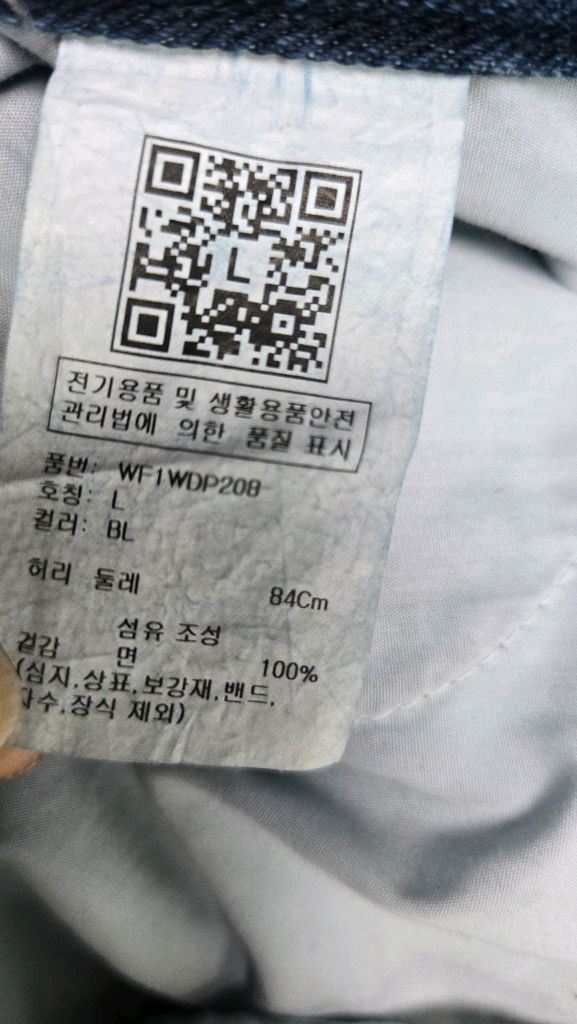 L
전기용품 및 생활용품안전
관리법에 의한 품질 표시
품번: WF1WDP208
호칭: L
컬러: BL
허리 둘레 84Cm
섬유 조성
겉감 면 100%
(심지,상표,보강재,밴드,
자수,장식 제외)